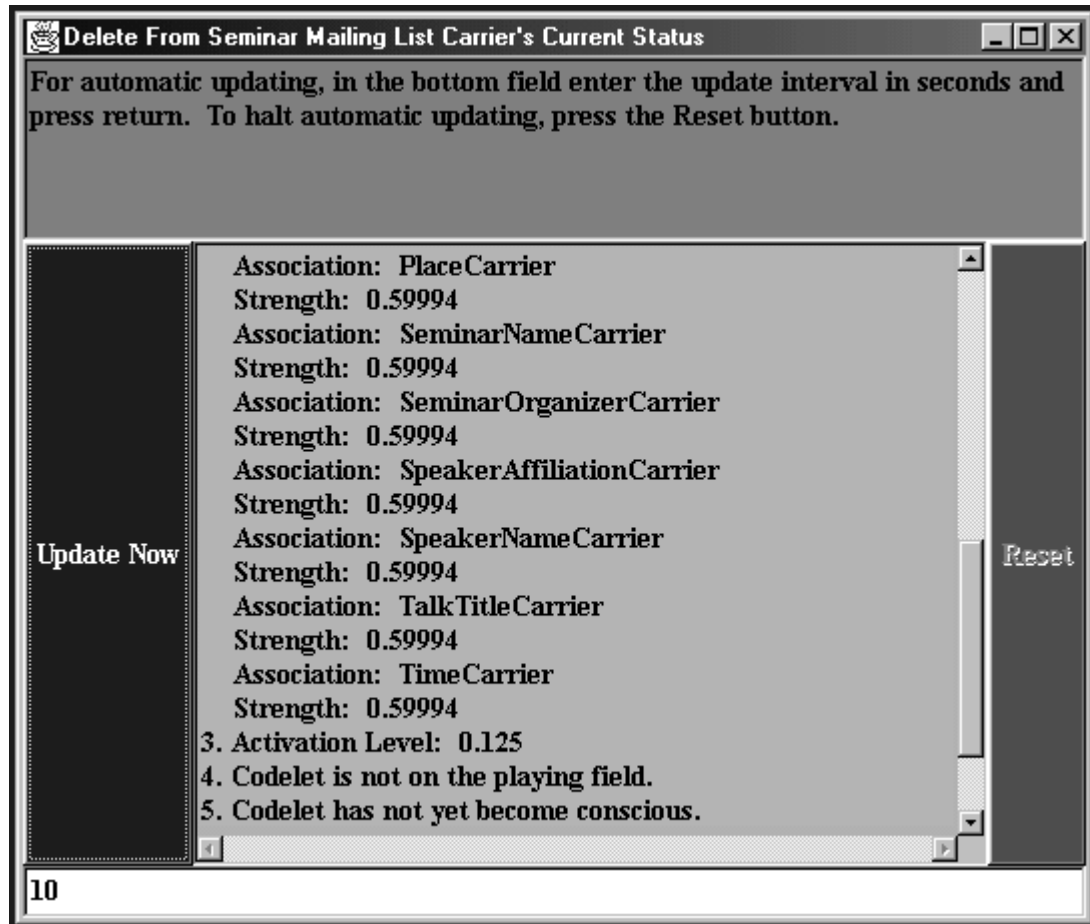 Delete From Seminar Mailing List Carrier's Current Status
For automatic updating, in the bottom field enter the update interval in seconds and
press return.  To halt automatic updating, press the Reset button.
Association:  PlaceCarrier
Strength:  0.59994
Association:  SeminarNameCarrier
Strength:  0.59994
Association:  SeminarOrganizerCarrier
Strength:  0.59994
Association:  SpeakerAffiliationCarrier
Strength:  0.59994
Association:  SpeakerNameCarrier
Strength:  0.59994
Association:  TalkTitleCarrier
Strength:  0.59994
Association:  TimeCarrier
Strength:  0.59994
3. Activation Level:  0.125
4. Codelet is not on the playing field.
5. Codelet has not yet become conscious.
Update Now
Reset
10